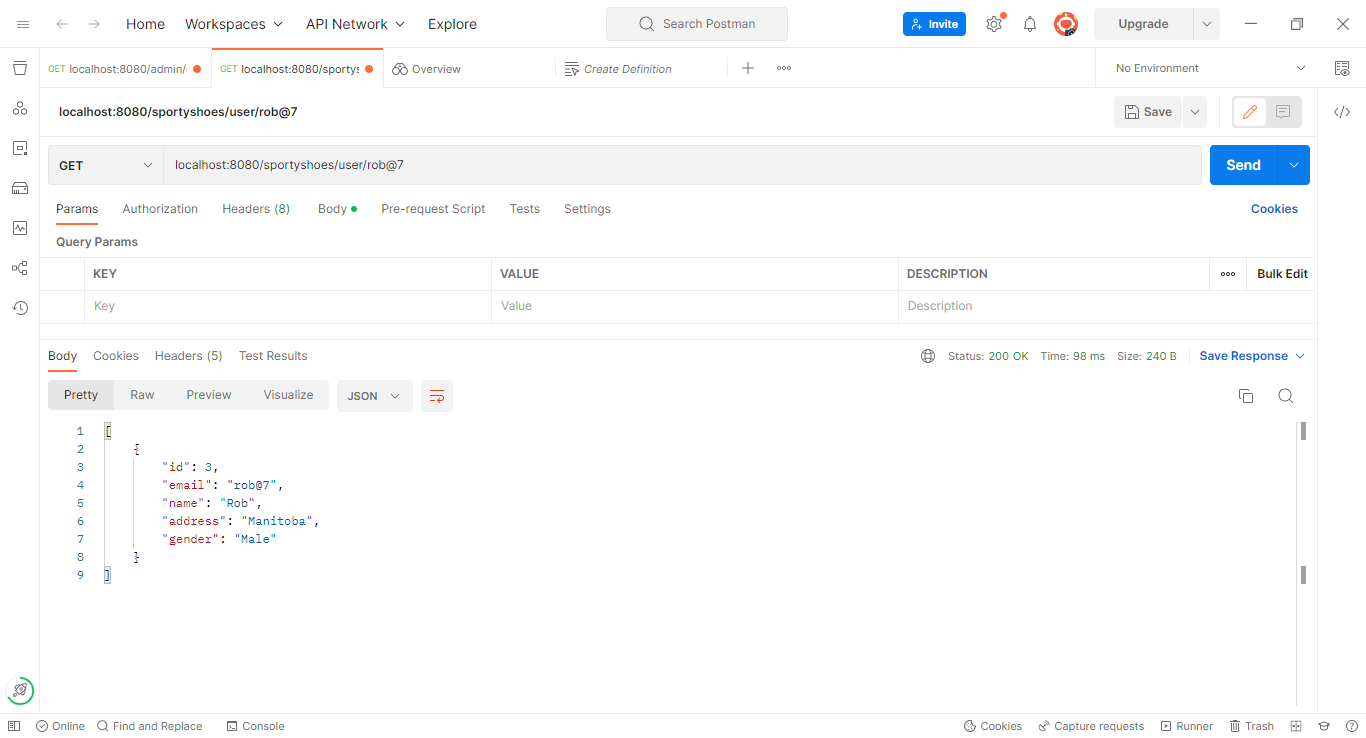 Home Workspaces API Network Explore Search Postman Invite Upgrade
GET localhost:8080/admin/ GET localhost:8080/sportys Overview Create Definition No Environment
localhost:8080/sportyshoes/user/rob@7 Save
GET localhost:8080/sportyshoes/user/rob@7 Send
Params Authorization Headers (8) Body Pre-request Script Tests Settings Cookies
Query Params
KEY VALUE DESCRIPTION Bulk Edit
Key Value Description
Body Cookies Headers (5) Test Results Status: 200 OK Time: 98 ms Size: 240 B Save Response
Pretty Raw Preview Visualize JSON
1 [
2 {
3 "id": 3,
4 "email": "rob@7",
5 "name": "Rob",
6 "address": "Manitoba",
7 "gender": "Male"
8 }
9 ]
Online Find and Replace Console Cookies Capture requests Runner Trash